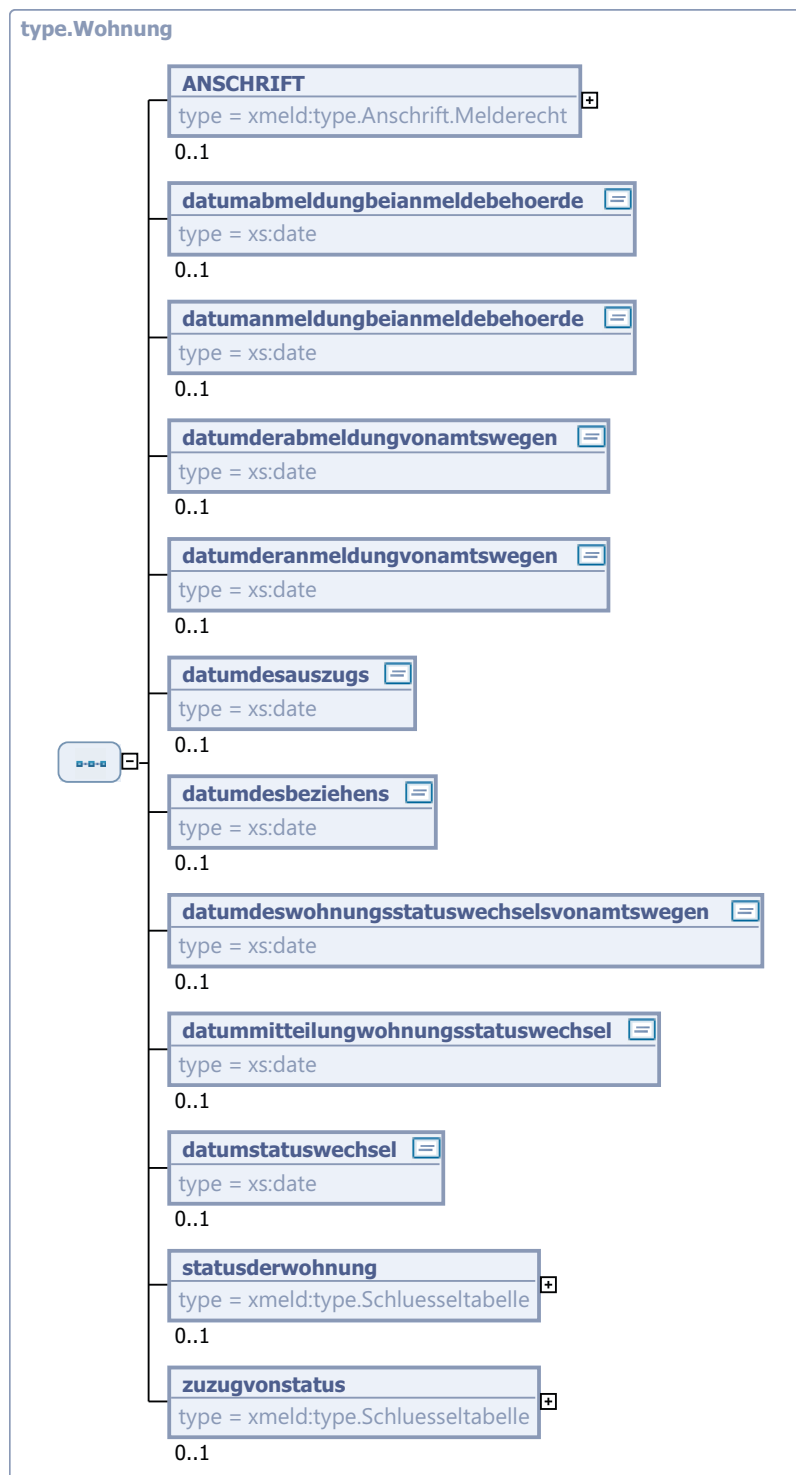 type.Wohnung
ANSCHRIFT
type = xmeld:type.Anschrift.Melderecht
0..1
datumabmeldungbeianmeldebehoerde
type = xs:date
0..1
datumanmeldungbeianmeldebehoerde
type = xs:date
0..1
datumderabmeldungvonamtswegen
type = xs:date
0..1
datumderanmeldungvonamtswegen
type = xs:date
0..1
datumdesauszugs
type = xs:date
0..1
datumdesbeziehens
type = xs:date
0..1
datumdeswohnungsstatuswechselsvonamtswegen
type = xs:date
0..1
datummitteilungwohnungsstatuswechsel
type = xs:date
0..1
datumstatuswechsel
type = xs:date
0..1
statusderwohnung
type = xmeld:type.Schluesseltabelle
0..1
zuzugvonstatus
type = xmeld:type.Schluesseltabelle
0..1